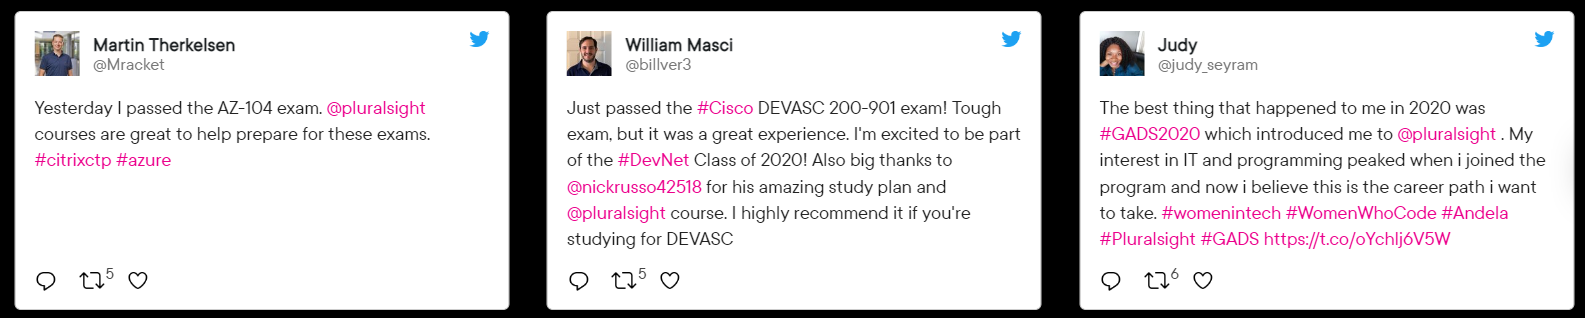 Martin Therkelsen
@Mracket
Yesterday I passed the AZ-104 exam. @pluralsight
courses are great to help prepare for these exams.
#citrixctp #azure
5
William Masci
@billver3
Just passed the #Cisco DEVASC 200-901 exam! Tough
exam, but it was a great experience. I'm excited to be part
of the #DevNet Class of 2020! Also big thanks to
@nickrusso42518 for his amazing study plan and
@pluralsight course. I highly recommend it if you're
studying for DEVASC
5
Judy
@judy_seyram
The best thing that happened to me in 2020 was
#GADS2020 which introduced me to @pluralsight . My
interest in IT and programming peaked when i joined the
program and now i believe this is the career path i want
to take. #womenintech #WomenWhoCode #Andela
#Pluralsight #GADS https://t.co/oYchlj6V5W
6